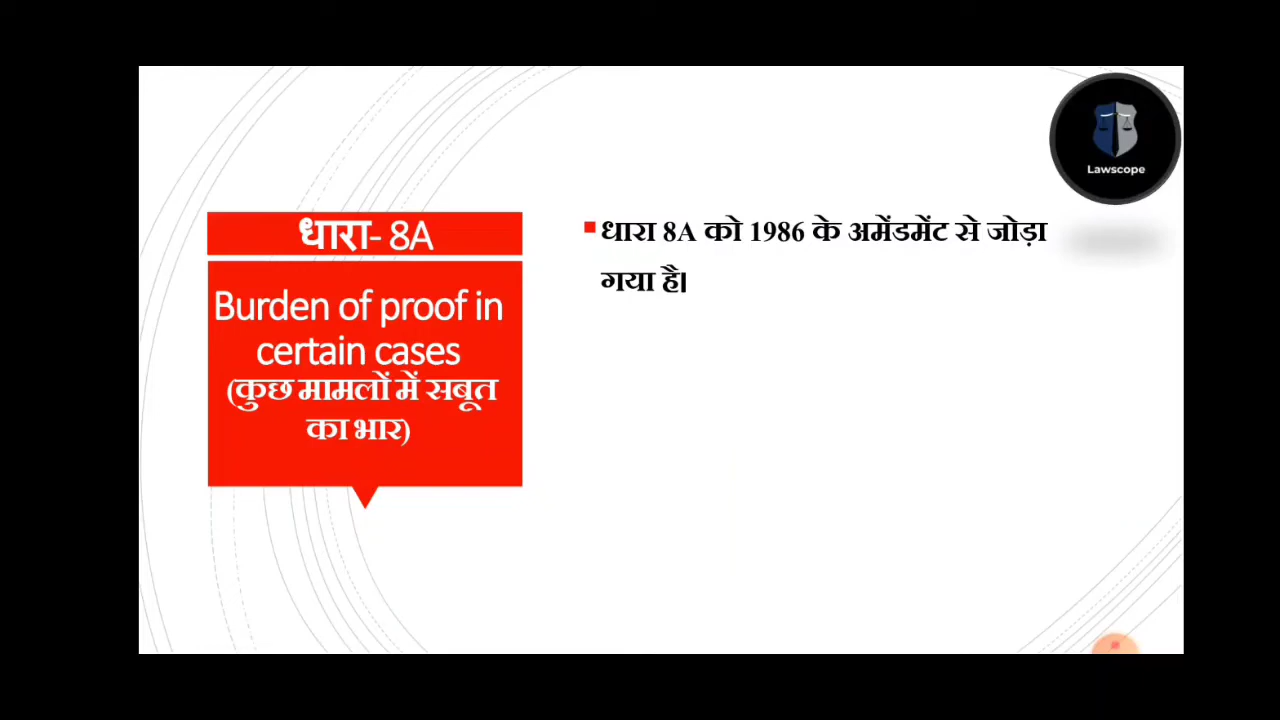 Lawscope
धारा- 8A
Burden of proof in
certain cases
(कुछ मामलों में सबूत
का भार)
धारा 8A को 1986 के अमेंडमेंट से जोड़ा
गया है।